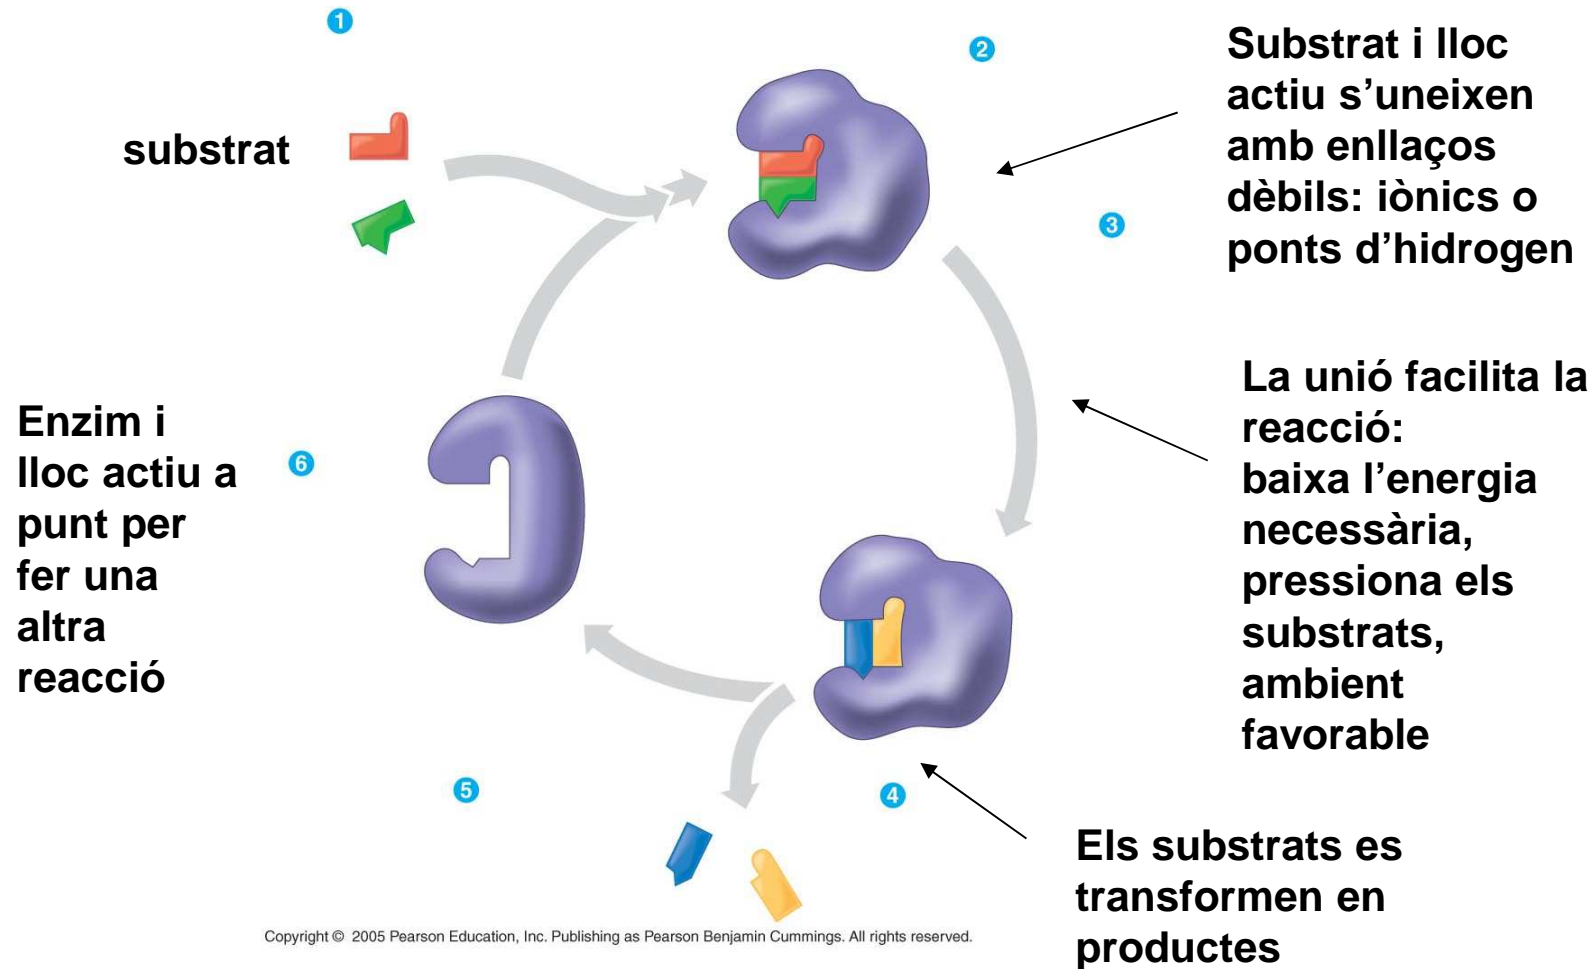 1
substrat
2
Substrat i lloc
actiu s’uneixen
amb enllaços
dèbils: iònics o
ponts d’hidrogen
3
La unió facilita la
reacció:
baixa l’energia
necessària,
pressiona els
substrats,
ambient
favorable
4
Els substrats es
transformen en
productes
5
6
Enzim i
lloc actiu a
punt per
fer una
altra
reacció
Copyright © 2005 Pearson Education, Inc. Publishing as Pearson Benjamin Cummings. All rights reserved.